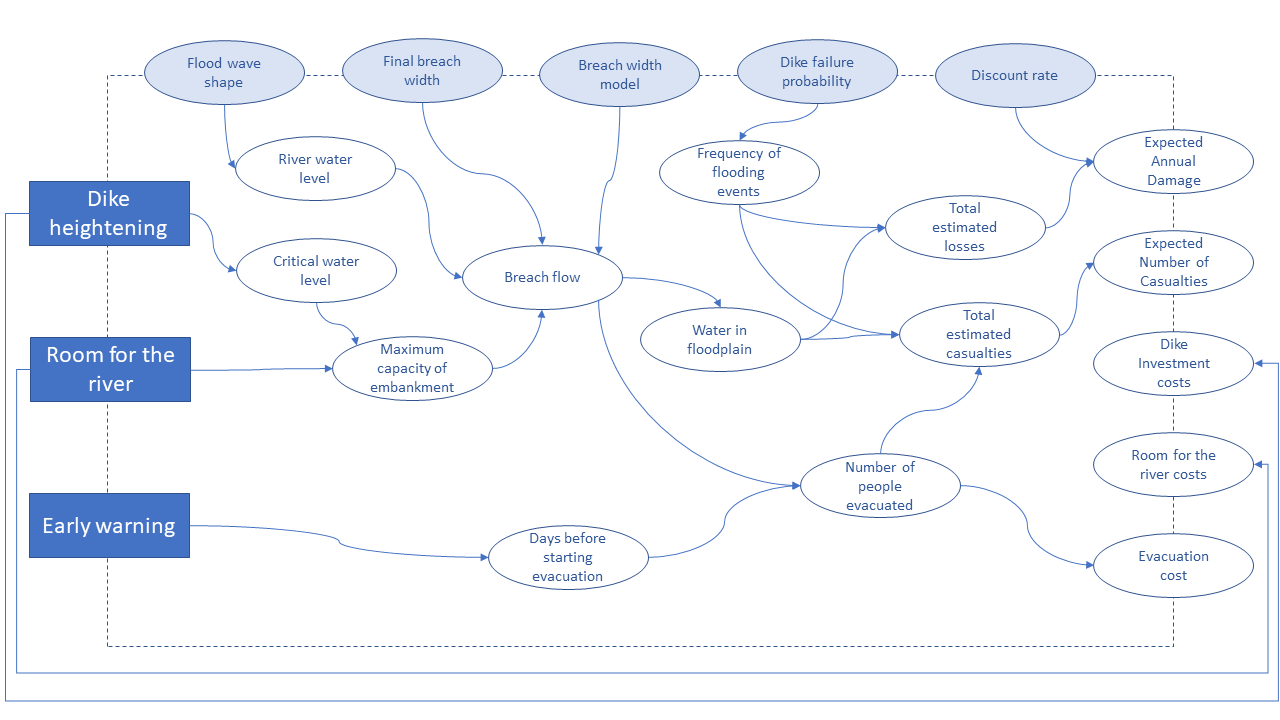 Flood wave
shape
Final breach
width
Breach width
model
Dike failure
probability
Discount rate
River water
level
Frequency of
flooding
events
Expected
Annual
Damage
Dike
heightening
Total
estimated
losses
Critical water
level
Breach flow
Expected
Number of
Casualties
Room for the
river
Maximum
capacity of
embankment
Water in
floodplain
Total
estimated
casualties
Dike
Investment
costs
Number of
people
evacuated
Room for the
river costs
Early warning
Days before
starting
evacuation
Evacuation
cost